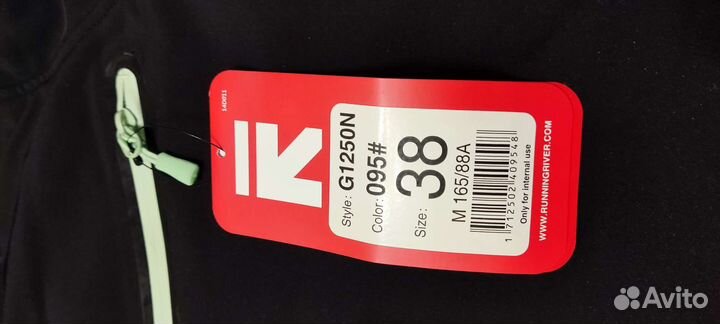 140011
Style: G1250N
Color: 095#
Size: 38
M 165/88A
1 712502 409548
Only for internal use
WWW.RUNNINGRIVER.COM
Avito